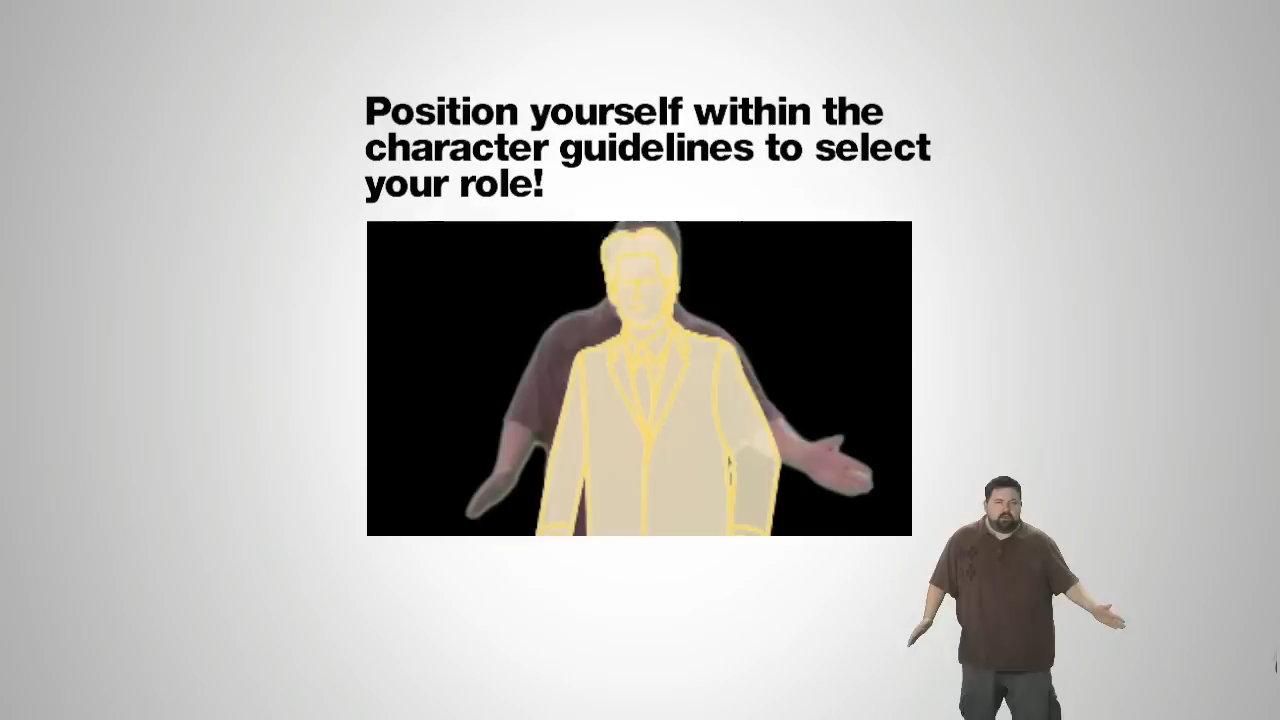 Position yourself within the
character guidelines to select
your role!